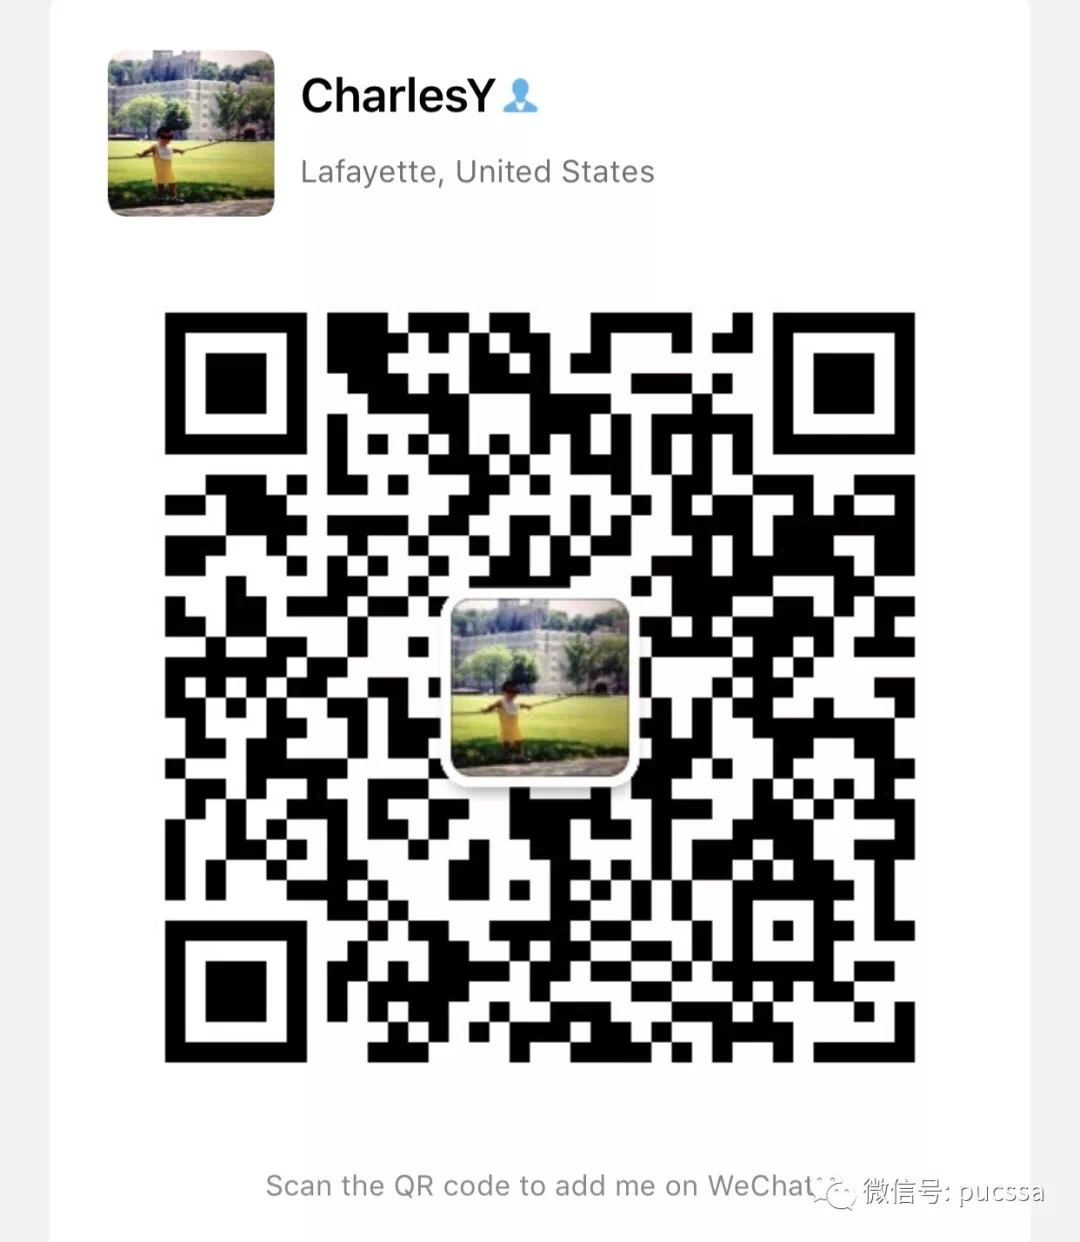 CharlesY
Lafayette, United States
Scan the QR code to add me on WeChat
微信号: pucssa